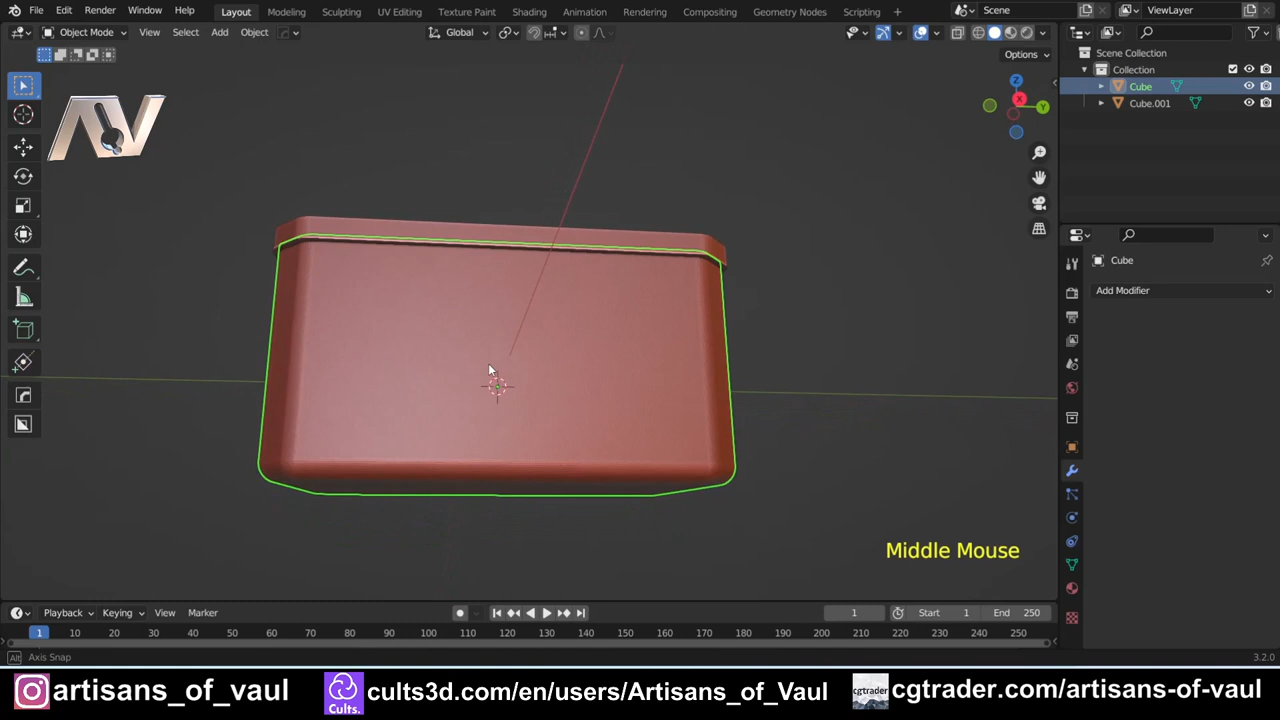 File Edit Render Window Help Layout Modeling Sculpting UV Editing Texture Paint Shading Animation Rendering Compositing Geometry Nodes Scripting + Scene ViewLayer
Object Mode View Select Add Object Global
Options
Scene Collection
Collection
Cube
Cube.001
X
Y
Z
AV
Cube
Add Modifier
Middle Mouse
Playback Keying View Marker 1 Start 1 End 250
1 10 20 30 40 50 60 70 80 90 100 110 120 130 140 150 160 170 180 190 200 210 220 230 240 250
Alt Axis Snap 3.2.0
artisans_of_vaul Cults. cults3d.com/en/users/Artisans_of_Vaul cgtrader cgtrader.com/artisans-of-vaul